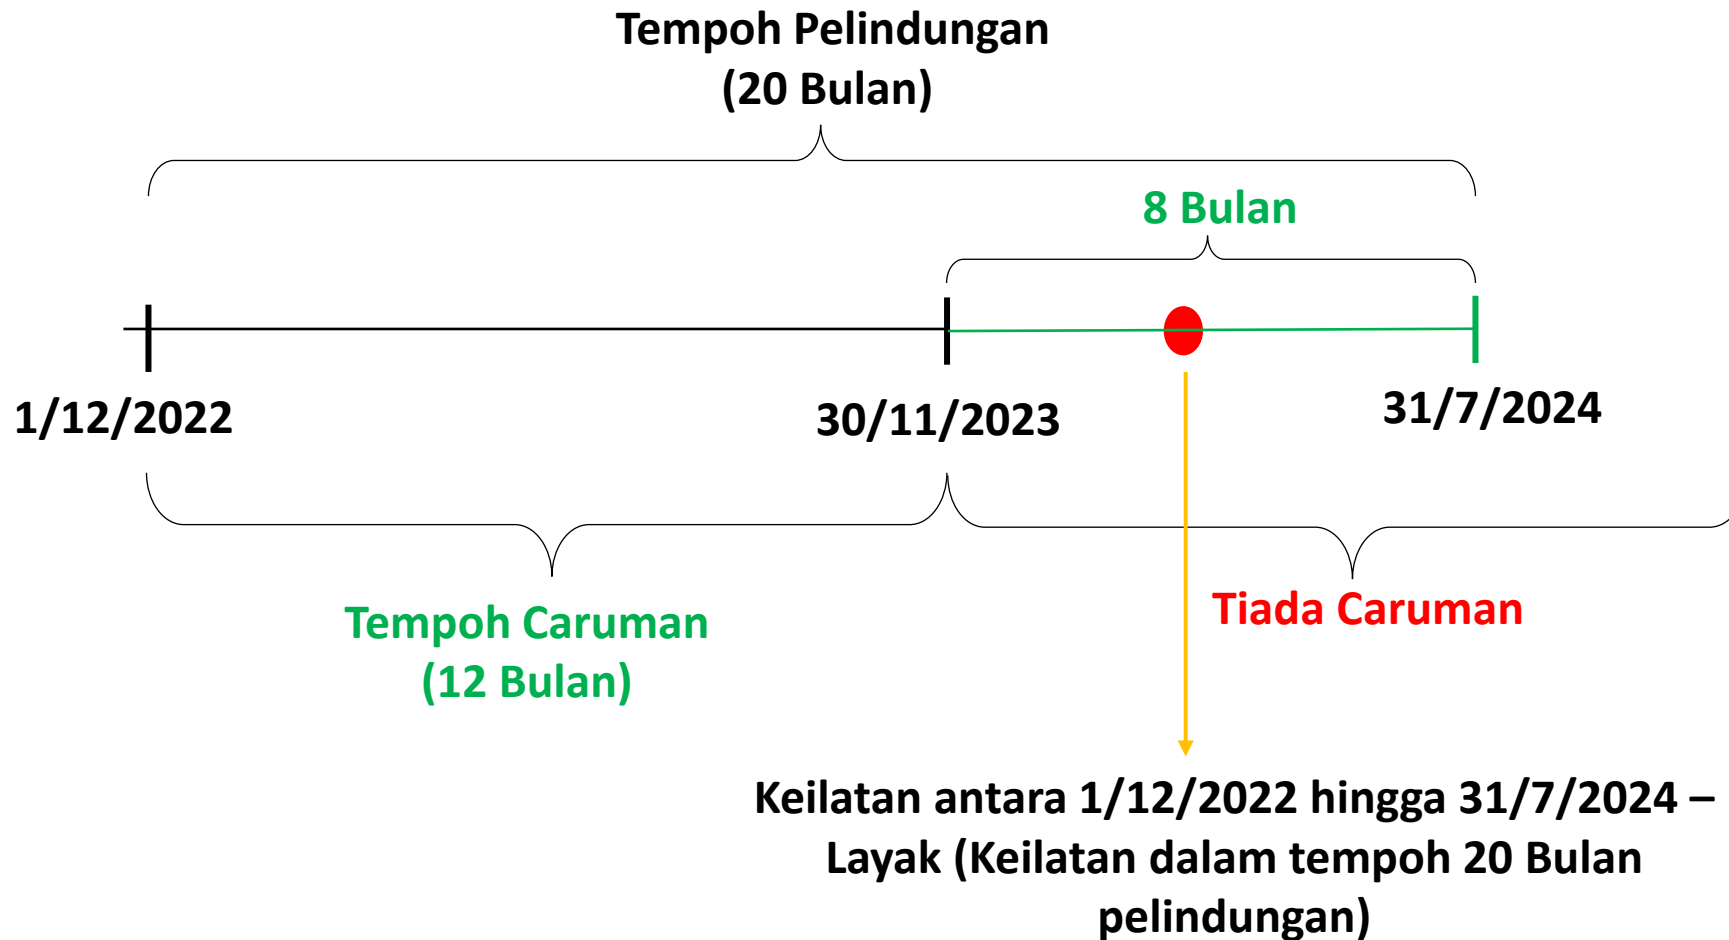 Tempoh Pelindungan
(20 Bulan)
8 Bulan
1/12/2022
30/11/2023
31/7/2024
Tempoh Caruman
(12 Bulan)
Tiada Caruman
Keilatan antara 1/12/2022 hingga 31/7/2024 –
Layak (Keilatan dalam tempoh 20 Bulan
pelindungan)